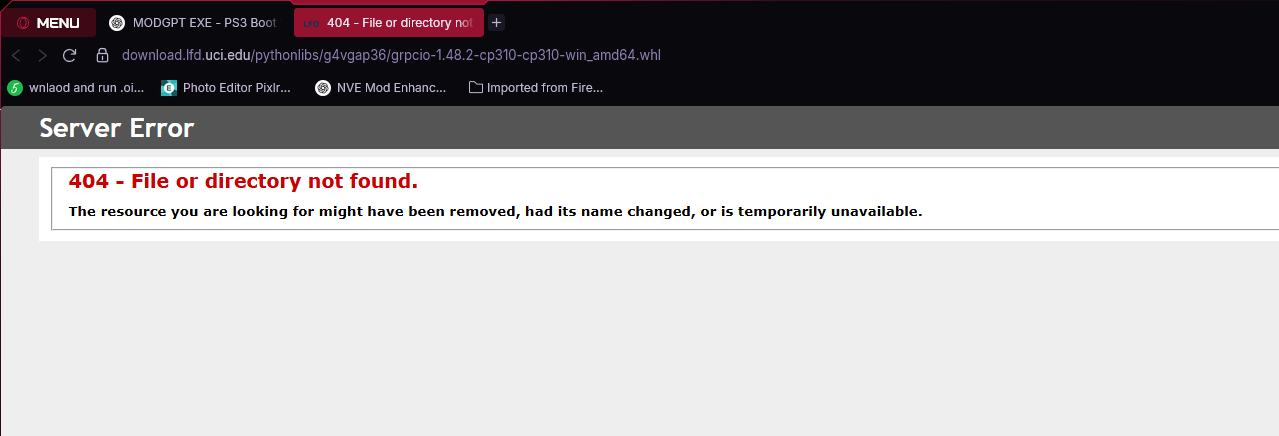 MENU
MODGPT EXE - PS3 Boot
LFD
404 - File or directory not
download.lfd.uci.edu/pythonlibs/g4vgap36/grpcio-1.48.2-cp310-cp310-win_amd64.whl
wnlaod and run .oi...
Photo Editor Pixlr...
NVE Mod Enhanc...
Imported from Fire...
Server Error
404 - File or directory not found.
The resource you are looking for might have been removed, had its name changed, or is temporarily unavailable.